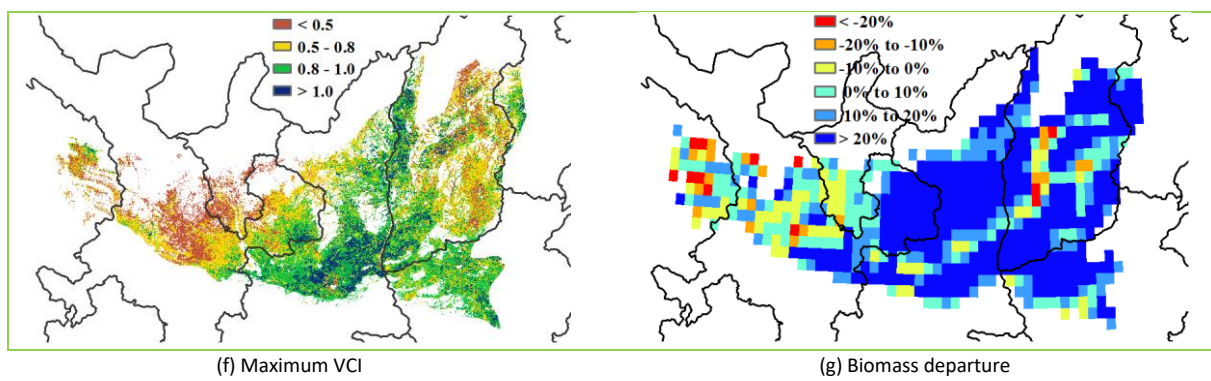 < 0.5
0.5 - 0.8
0.8 - 1.0
> 1.0
< -20%
-20% to -10%
-10% to 0%
0% to 10%
10% to 20%
> 20%
(f) Maximum VCI
(g) Biomass departure